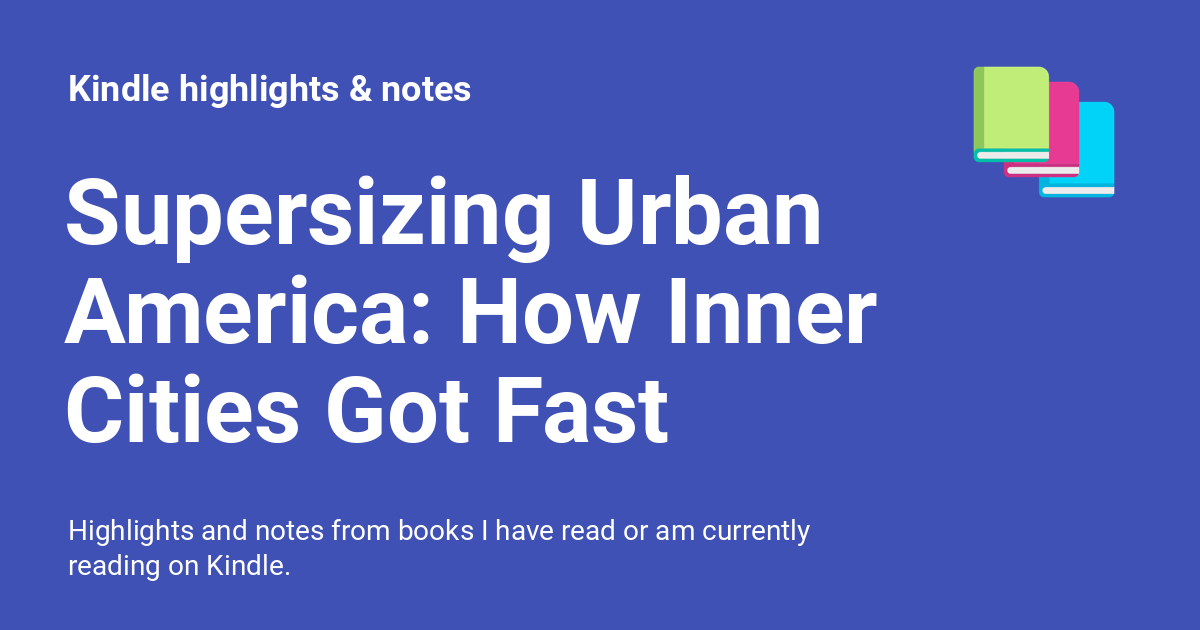 Kindle highlights & notes
Supersizing Urban
America: How Inner
Cities Got Fast
Highlights and notes from books I have read or am currently
reading on Kindle.